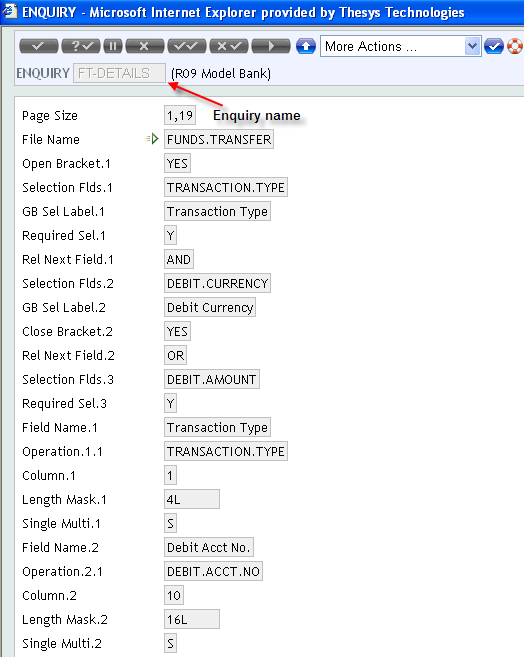 ENQUIRY - Microsoft Internet Explorer provided by Thesys Technologies
More Actions ...
ENQUIRY FT-DETAILS (R09 Model Bank)
Page Size 1,19 Enquiry name
File Name FUNDS.TRANSFER
Open Bracket.1 YES
Selection Flds.1 TRANSACTION.TYPE
GB Sel Label.1 Transaction Type
Required Sel.1 Y
Rel Next Field.1 AND
Selection Flds.2 DEBIT.CURRENCY
GB Sel Label.2 Debit Currency
Close Bracket.2 YES
Rel Next Field.2 OR
Selection Flds.3 DEBIT.AMOUNT
Required Sel.3 Y
Field Name.1 Transaction Type
Operation.1.1 TRANSACTION.TYPE
Column.1 1
Length Mask.1 4L
Single Multi.1 S
Field Name.2 Debit Acct No.
Operation.2.1 DEBIT.ACCT.NO
Column.2 10
Length Mask.2 16L
Single Multi.2 S